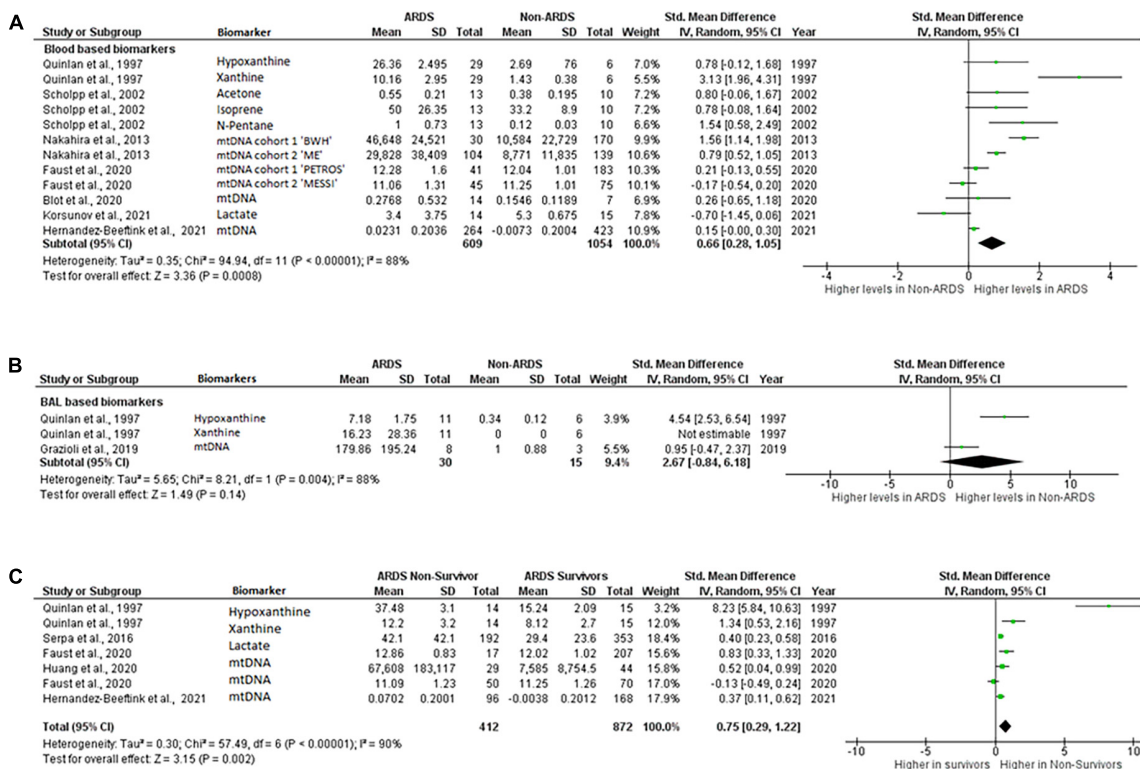 A
ARDS Non-ARDS Std. Mean Difference Std. Mean Difference
Study or Subgroup Biomarker Mean SD Total Mean SD Total Weight IV, Random, 95% CI Year IV, Random, 95% CI
Blood based biomarkers
Quinlan et al., 1997 Hypoxanthine 26.36 2.495 29 2.69 76 6 7.0% 0.78 [-0.12, 1.68] 1997
Quinlan et al., 1997 Xanthine 10.16 2.95 29 1.43 0.38 6 5.5% 3.13 [1.96, 4.31] 1997
Scholpp et al., 2002 Acetone 0.55 0.21 13 0.38 0.195 10 7.2% 0.80 [-0.06, 1.67] 2002
Scholpp et al., 2002 Isoprene 50 26.35 13 33.2 8.9 10 7.2% 0.78 [-0.08, 1.64] 2002
Scholpp et al., 2002 N-Pentane 1 0.73 13 0.12 0.03 10 6.6% 1.54 [0.58, 2.49] 2002
Nakahira et al., 2013 mtDNA cohort 1 'BWH' 46,648 24,521 30 10,584 22,729 170 9.9% 1.56 [1.14, 1.98] 2013
Nakahira et al., 2013 mtDNA cohort 2 'ME' 29,828 38,409 104 8,771 11,835 139 10.6% 0.79 [0.52, 1.05] 2013
Faust et al., 2020 mtDNA cohort 1 'PETROS' 12.28 1.6 41 12.04 1.01 183 10.3% 0.21 [-0.13, 0.55] 2020
Faust et al., 2020 mtDNA cohort 2 'MESSI' 11.06 1.31 45 11.25 1.01 75 10.1% -0.17 [-0.54, 0.20] 2020
Blot et al., 2020 mtDNA 0.2768 0.532 14 0.1546 0.1189 7 7.0% 0.26 [-0.65, 1.18] 2020
Korsunov et al., 2021 Lactate 3.4 3.75 14 5.3 0.675 15 7.8% -0.70 [-1.45, 0.06] 2021
Hernandez-Beeftink et al., 2021 mtDNA 0.0231 0.2036 264 -0.0073 0.2004 423 10.9% 0.15 [-0.00, 0.30] 2021
Subtotal (95% CI) 609 1054 100.0% 0.66 [0.28, 1.05]
Heterogeneity: Tau² = 0.35; Chi² = 94.94, df = 11 (P < 0.00001); I² = 88%
Test for overall effect: Z = 3.36 (P = 0.0008)
-4 -2 0 2 4
Higher levels in Non-ARDS Higher levels in ARDS
B
ARDS Non-ARDS Std. Mean Difference Std. Mean Difference
Study or Subgroup Biomarkers Mean SD Total Mean SD Total Weight IV, Random, 95% CI Year IV, Random, 95% CI
BAL based biomarkers
Quinlan et al., 1997 Hypoxanthine 7.18 1.75 11 0.34 0.12 6 3.9% 4.54 [2.53, 6.54] 1997
Quinlan et al., 1997 Xanthine 16.23 28.36 11 0 0 6 Not estimable 1997
Grazioli et al., 2019 mtDNA 179.86 195.24 8 1 0.88 3 5.5% 0.95 [-0.47, 2.37] 2019
Subtotal (95% CI) 30 15 9.4% 2.67 [-0.84, 6.18]
Heterogeneity: Tau² = 5.65; Chi² = 8.21, df = 1 (P = 0.004); I² = 88%
Test for overall effect: Z = 1.49 (P = 0.14)
-10 -5 0 5 10
Higher levels in ARDS Higher levels in Non-ARDS
C
ARDS Non-Survivor ARDS Survivors Std. Mean Difference Std. Mean Difference
Study or Subgroup Biomarker Mean SD Total Mean SD Total Weight IV, Random, 95% CI Year IV, Random, 95% CI
Quinlan et al., 1997 Hypoxanthine 37.48 3.1 14 15.24 2.09 15 3.2% 8.23 [5.84, 10.63] 1997
Quinlan et al., 1997 Xanthine 12.2 3.2 14 8.12 2.7 15 12.0% 1.34 [0.53, 2.16] 1997
Serpa et al., 2016 Lactate 42.1 42.1 192 29.4 23.6 353 18.4% 0.40 [0.23, 0.58] 2016
Faust et al., 2020 mtDNA 12.86 0.83 17 12.02 1.02 207 15.6% 0.83 [0.33, 1.33] 2020
Huang et al., 2020 mtDNA 67,608 183,117 29 7,585 8,754.5 44 15.8% 0.52 [0.04, 0.99] 2020
Faust et al., 2020 mtDNA 11.09 1.23 50 11.25 1.26 70 17.0% -0.13 [-0.49, 0.24] 2020
Hernandez-Beeftink et al., 2021 mtDNA 0.0702 0.2001 96 -0.0038 0.2012 168 17.9% 0.37 [0.11, 0.62] 2021
Total (95% CI) 412 872 100.0% 0.75 [0.29, 1.22]
Heterogeneity: Tau² = 0.30; Chi² = 57.49, df = 6 (P < 0.00001); I² = 90%
Test for overall effect: Z = 3.15 (P = 0.002)
-10 -5 0 5 10
Higher in survivors Higher in Non-Survivors